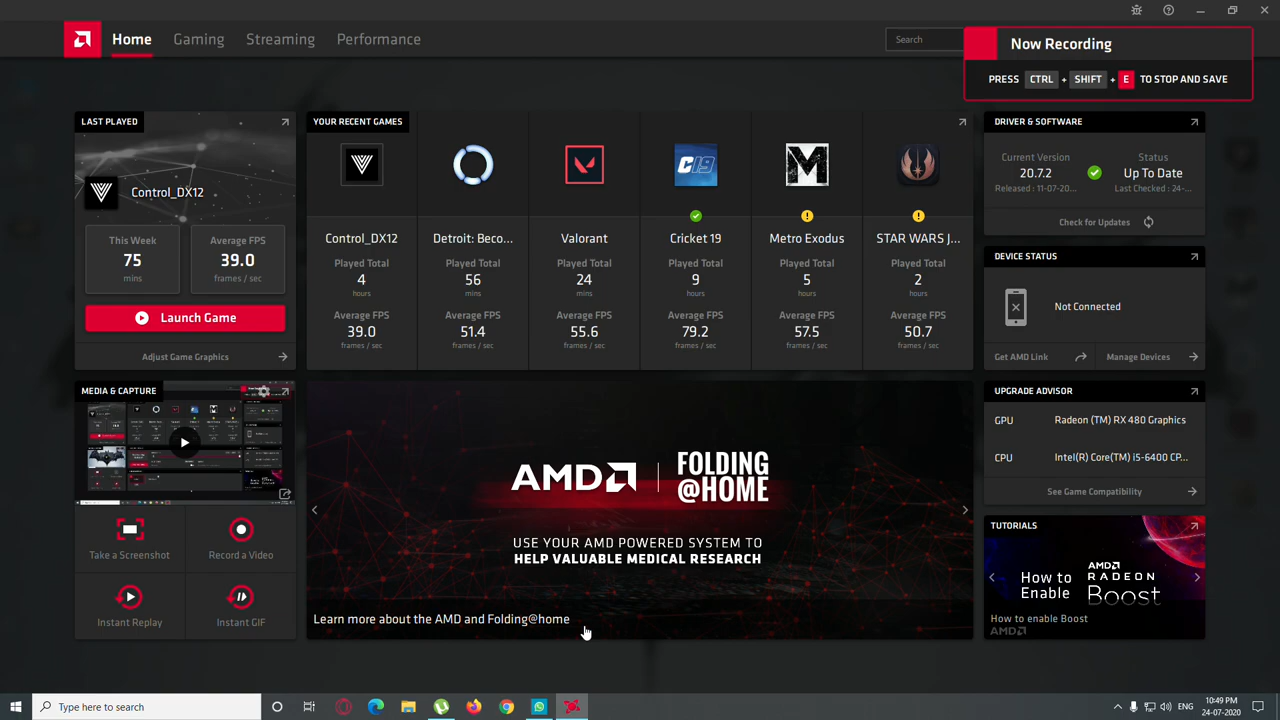 Home
Gaming
Streaming
Performance
Search
Now Recording
PRESS CTRL + SHIFT + E TO STOP AND SAVE
LAST PLAYED
Control_DX12
This Week
75
mins
Average FPS
39.0
frames / sec
Launch Game
Adjust Game Graphics
YOUR RECENT GAMES
C19
M
Control_DX12
Played Total
4
hours
Average FPS
39.0
frames / sec
Detroit: Beco...
Played Total
56
mins
Average FPS
51.4
frames / sec
Valorant
Played Total
24
mins
Average FPS
55.6
frames / sec
Cricket 19
Played Total
9
hours
Average FPS
79.2
frames / sec
Metro Exodus
Played Total
5
hours
Average FPS
57.5
frames / sec
STAR WARS J...
Played Total
2
hours
Average FPS
50.7
frames / sec
DRIVER & SOFTWARE
Current Version
20.7.2
Released : 11-07-20...
Status
Up To Date
Last Checked : 24-...
Check for Updates
DEVICE STATUS
Not Connected
Get AMD Link
Manage Devices
MEDIA & CAPTURE
Take a Screenshot
Record a Video
Instant Replay
Instant GIF
AMD
FOLDING
@HOME
USE YOUR AMD POWERED SYSTEM TO
HELP VALUABLE MEDICAL RESEARCH
Learn more about the AMD and Folding@home
UPGRADE ADVISOR
GPU Radeon (TM) RX 480 Graphics
CPU Intel(R) Core(TM) i5-6400 CP...
See Game Compatibility
TUTORIALS
How to
Enable
AMD
RADEON
Boost
How to enable Boost
AMD
Type here to search
ENG
10:49 PM
24-07-2020